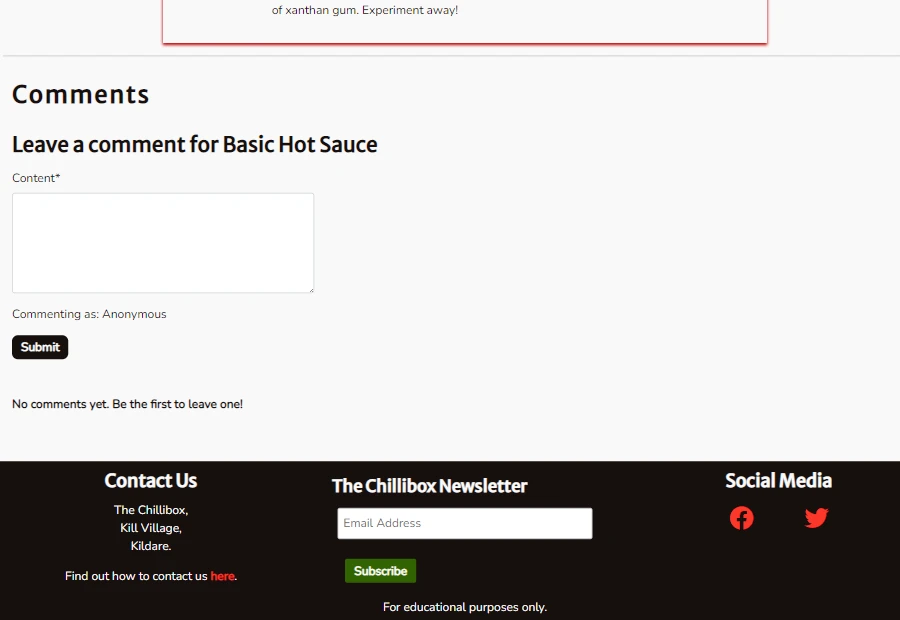 of xanthan gum. Experiment away!
Comments
Leave a comment for Basic Hot Sauce
Content*
Commenting as: Anonymous
Submit
No comments yet. Be the first to leave one!
Contact Us
The Chillibox,
Kill Village,
Kildare.
Find out how to contact us here.
The Chillibox Newsletter
Email Address
Subscribe
For educational purposes only.
Social Media